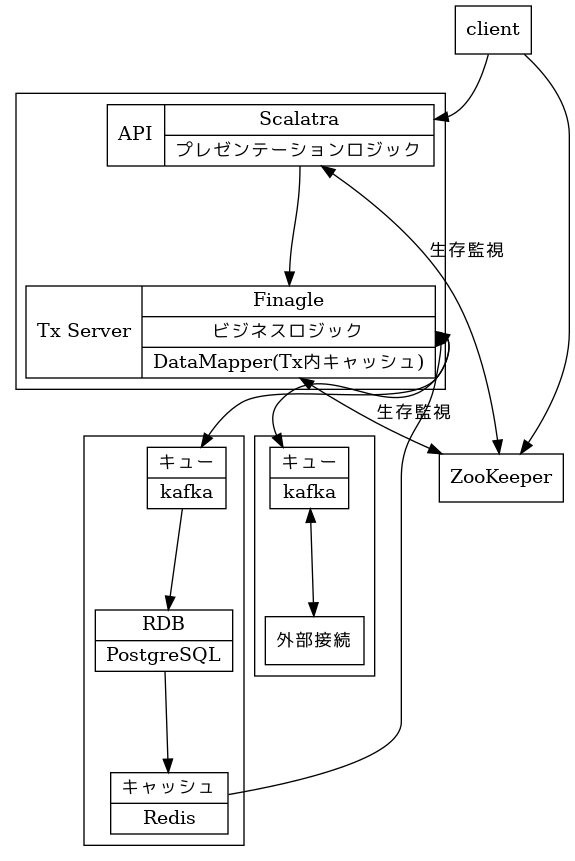 client
API
Scalatra
プレゼンテーションロジック
生存監視
Tx Server
Finagle
ビジネスロジック
DataMapper(Tx内キャッシュ)
生存監視
キュー
kafka
キュー
kafka
ZooKeeper
RDB
PostgreSQL
外部接続
キャッシュ
Redis